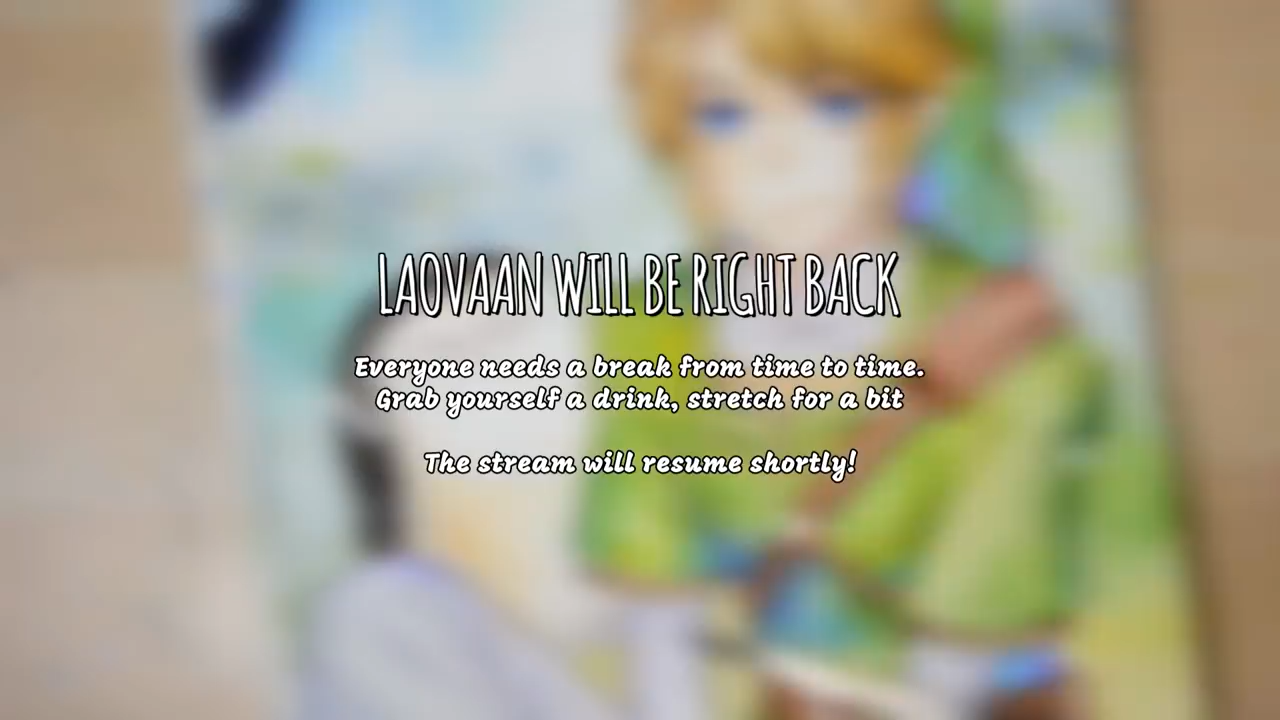 LAOVAAN WILL BE RIGHT BACK
Everyone needs a break from time to time.
Grab yourself a drink, stretch for a bit
The stream will resume shortly!